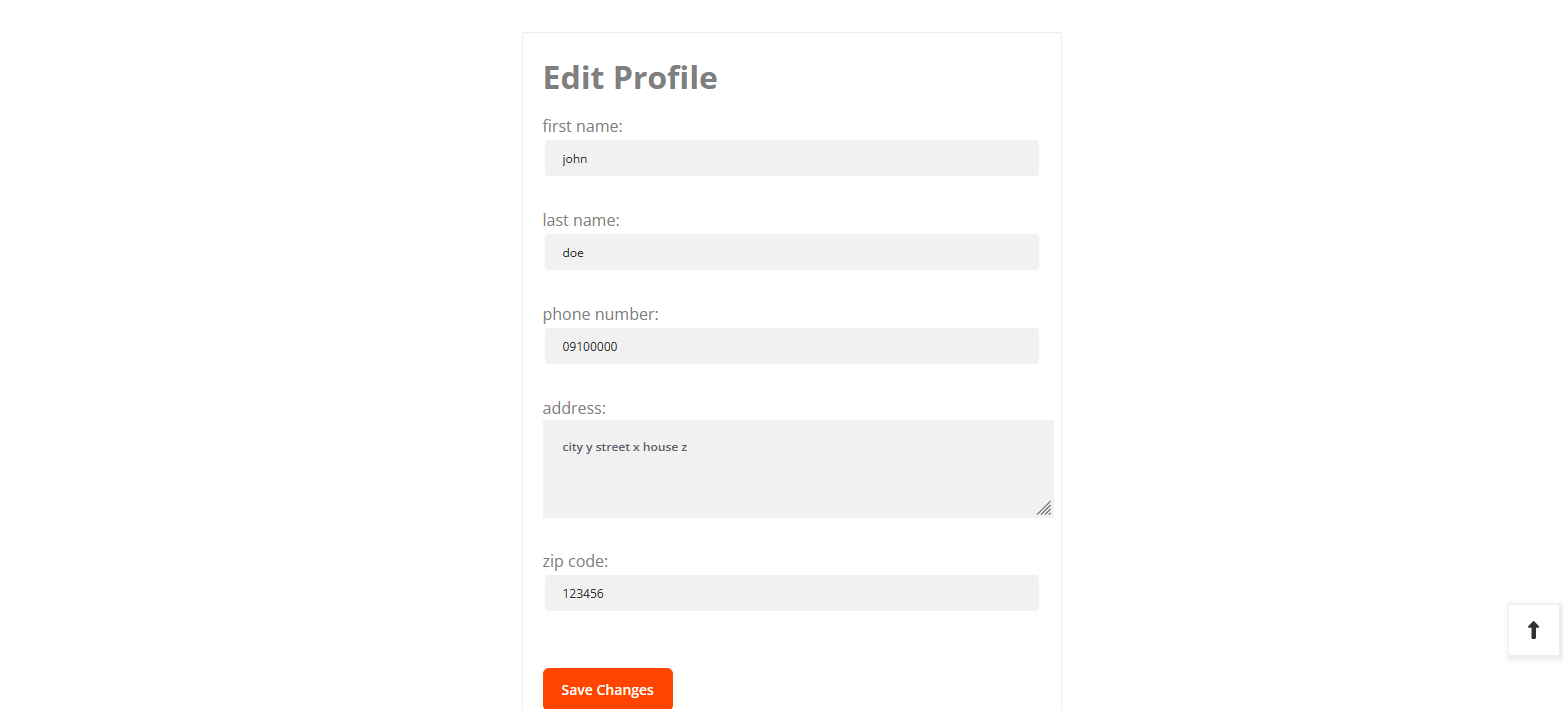 Edit Profile
first name:
john
last name:
doe
phone number:
09100000
address:
city y street x house z
zip code:
123456
Save Changes